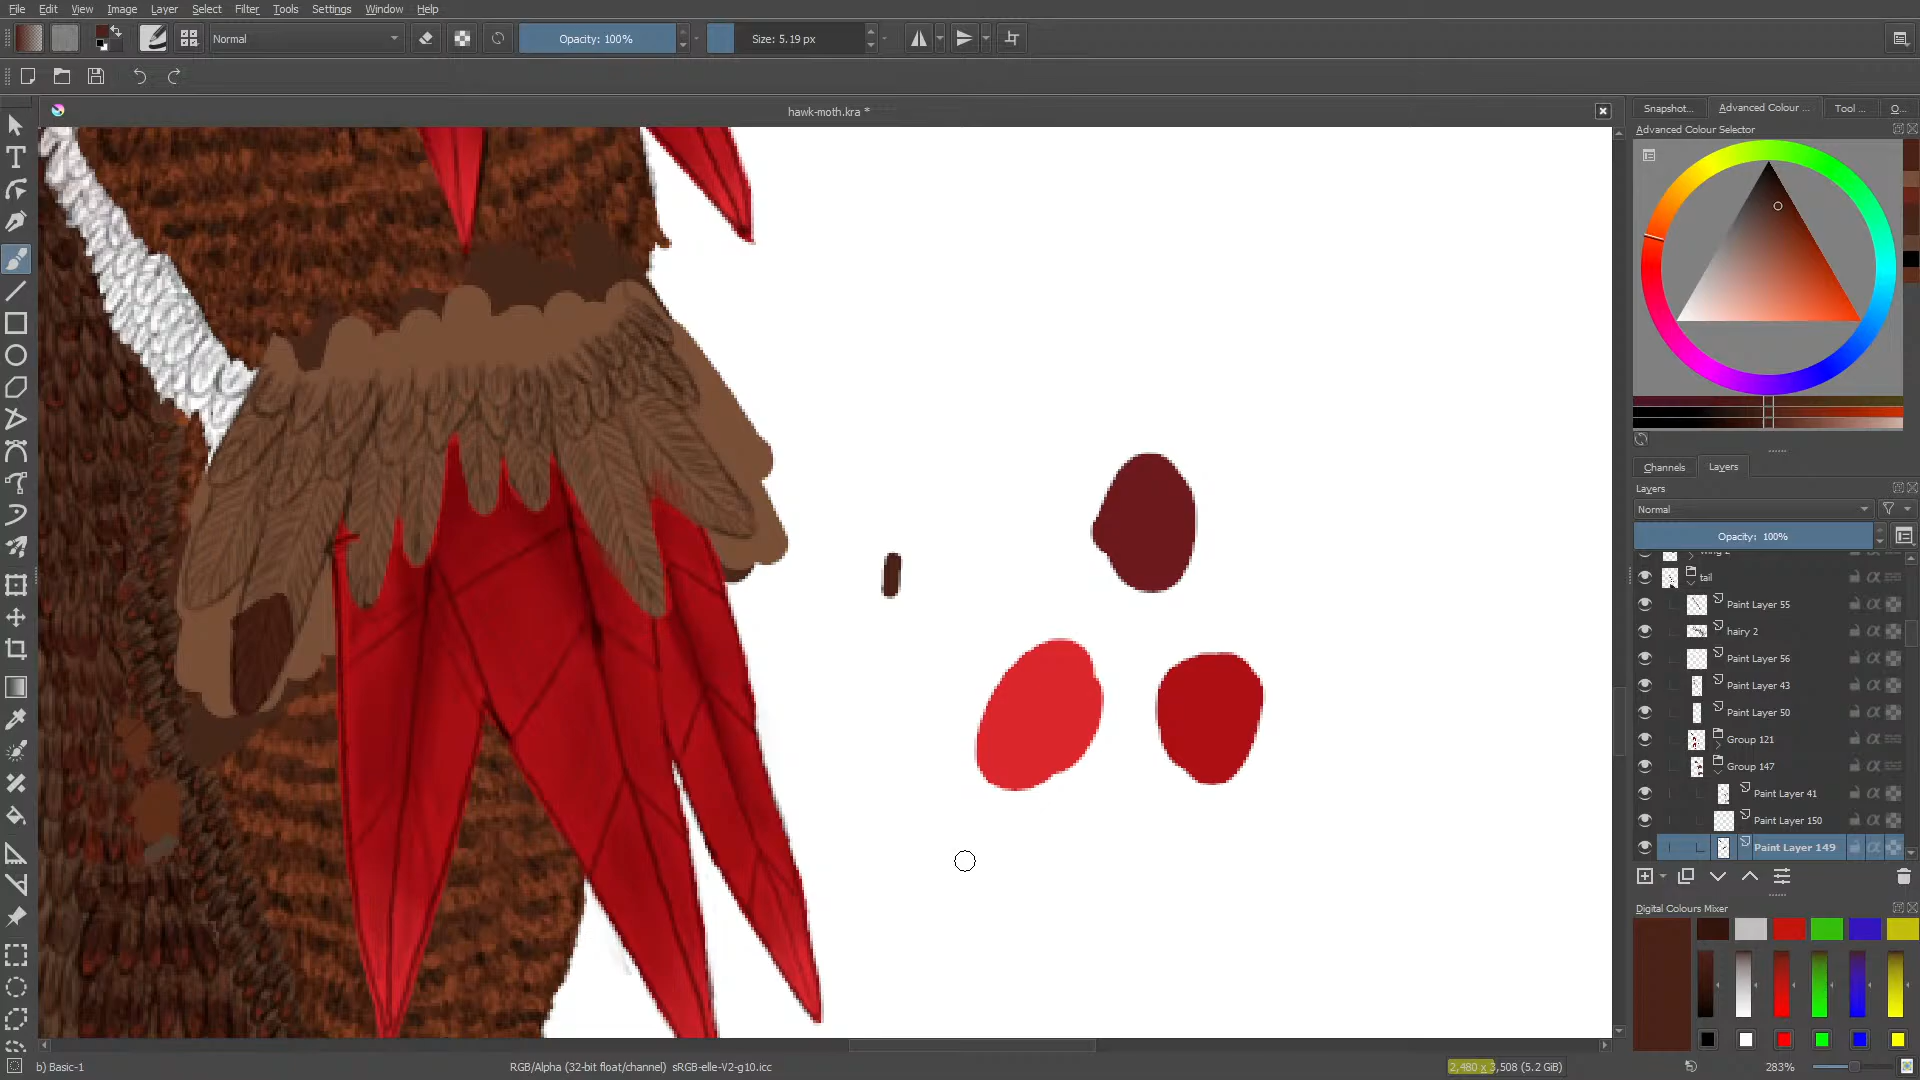 File Edit View Select Filter Image Layer Tools Settings Window Help
Normal
Opacity: 100%
Size: 5.19 px
hawk-moth.kra *
Snapshot...
Advanced Colour ...
Tool ...
O...
Advanced Colour Selector
Channels
Layers
Layers
Normal
Opacity: 100%
tail
Paint Layer 55
hairy 2
Paint Layer 56
Paint Layer 43
Paint Layer 50
Group 121
Group 147
Paint Layer 41
Paint Layer 150
Paint Layer 149
Digital Colours Mixer
b) Basic-1
RGB/Alpha (32-bit float/channel) sRGB-elle-V2-g10.icc
2,480 x 3,508 (5.2 GiB)
283%